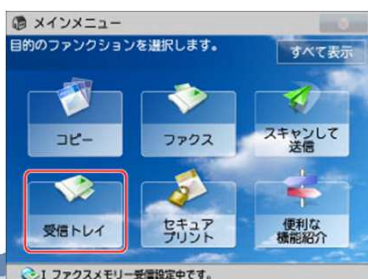 メインメニュー
目的のファンクションを選択します。
すべて表示
コピー
ファクス
スキャンして
送信
受信トレイ
セキュア
プリント
便利な
機能紹介
I ファクスメモリー受信設定中です。